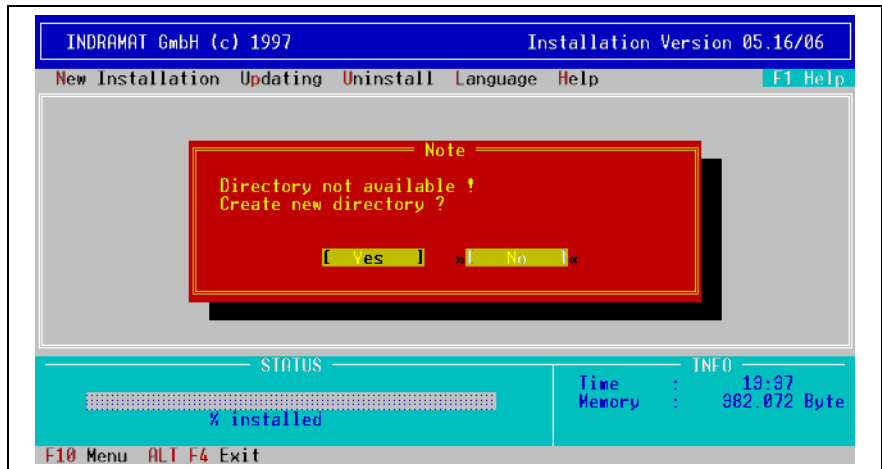 INDRAMAT GmbH (c) 1997 Installation Version 05.16/06
New Installation Updating Uninstall Language Help F1 Help
Note
Directory not available !
Create new directory ?
[ Yes ] »[ No ]«
STATUS INFO
Time : 13:37
Memory : 382.072 Byte
% installed
F10 Menu ALT F4 Exit